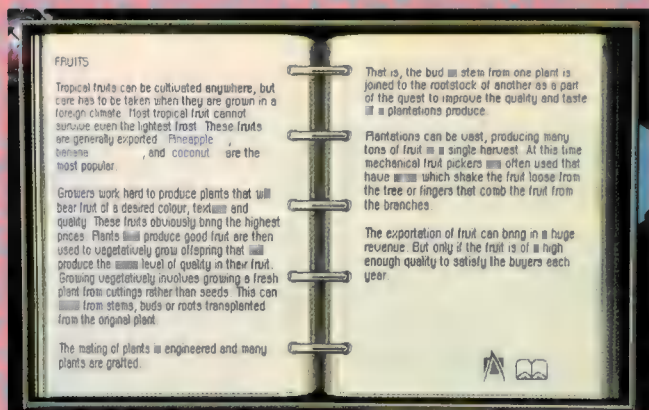 FRUITS
Tropical fruits can be cultivated anywhere, but
care has to be taken when they are grown in a
foreign climate. Most tropical fruit cannot
survive even the lightest frost. These fruits
are generally exported. Pineapple ,
banana , and coconut are the
most popular.
Growers work hard to produce plants that will
bear fruit of a desired colour, and
quality. These fruits obviously bring the highest
prices. Plants produce good fruit are then
used to vegetatively grow offspring that
produce the level of quality in their fruit.
Growing vegetatively involves growing a fresh
plant from cuttings rather than seeds. This can
from stems, buds or roots transplanted
from the original plant.
The mating of plants engineered and many
plants are grafted.
That is, the bud stem from one plant is
joined to the rootstock of another as a part
of the quest to improve the quality and taste
a plantations produce.
Plantations can be vast, producing many
tons of fruit single harvest. At this time
mechanical fruit pickers often used that
have which shake the fruit loose from
the tree or fingers that comb the fruit from
the branches.
The exportation of fruit can bring in huge
revenue. But only if the fruit is of high
enough quality to satisfy the buyers each
year.